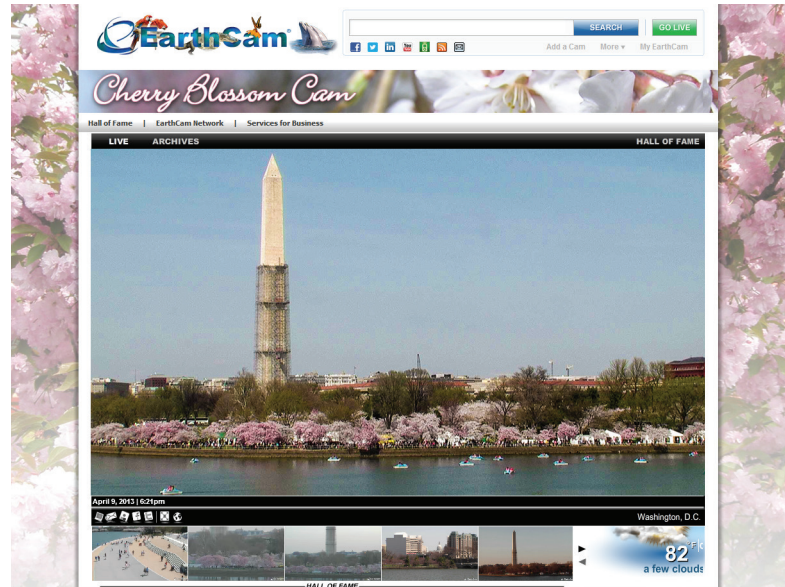 EarthCam
SEARCH
GO LIVE
Add a Cam
More
My EarthCam
Cherry Blossom Cam
Hall of Fame | EarthCam Network | Services for Business
LIVE
ARCHIVES
HALL OF FAME
April 9, 2013 | 6:21pm
Washington, D.C.
82°F
a few clouds
HALL OF FAME